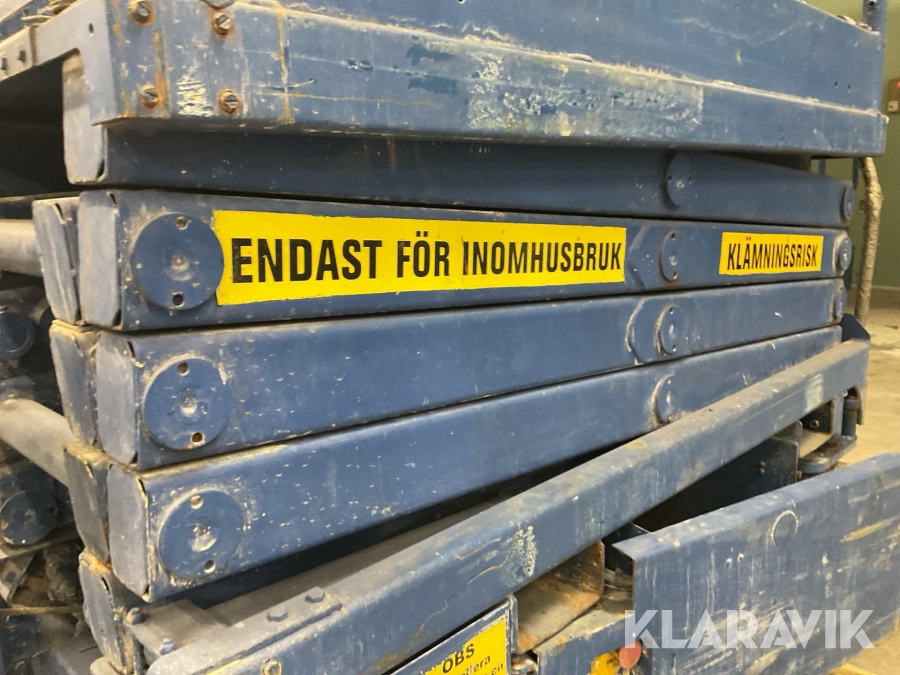 ENDAST FÖR INOMHUSBRUK
KLÄMNINGSRISK
OBS
KLARAVIK